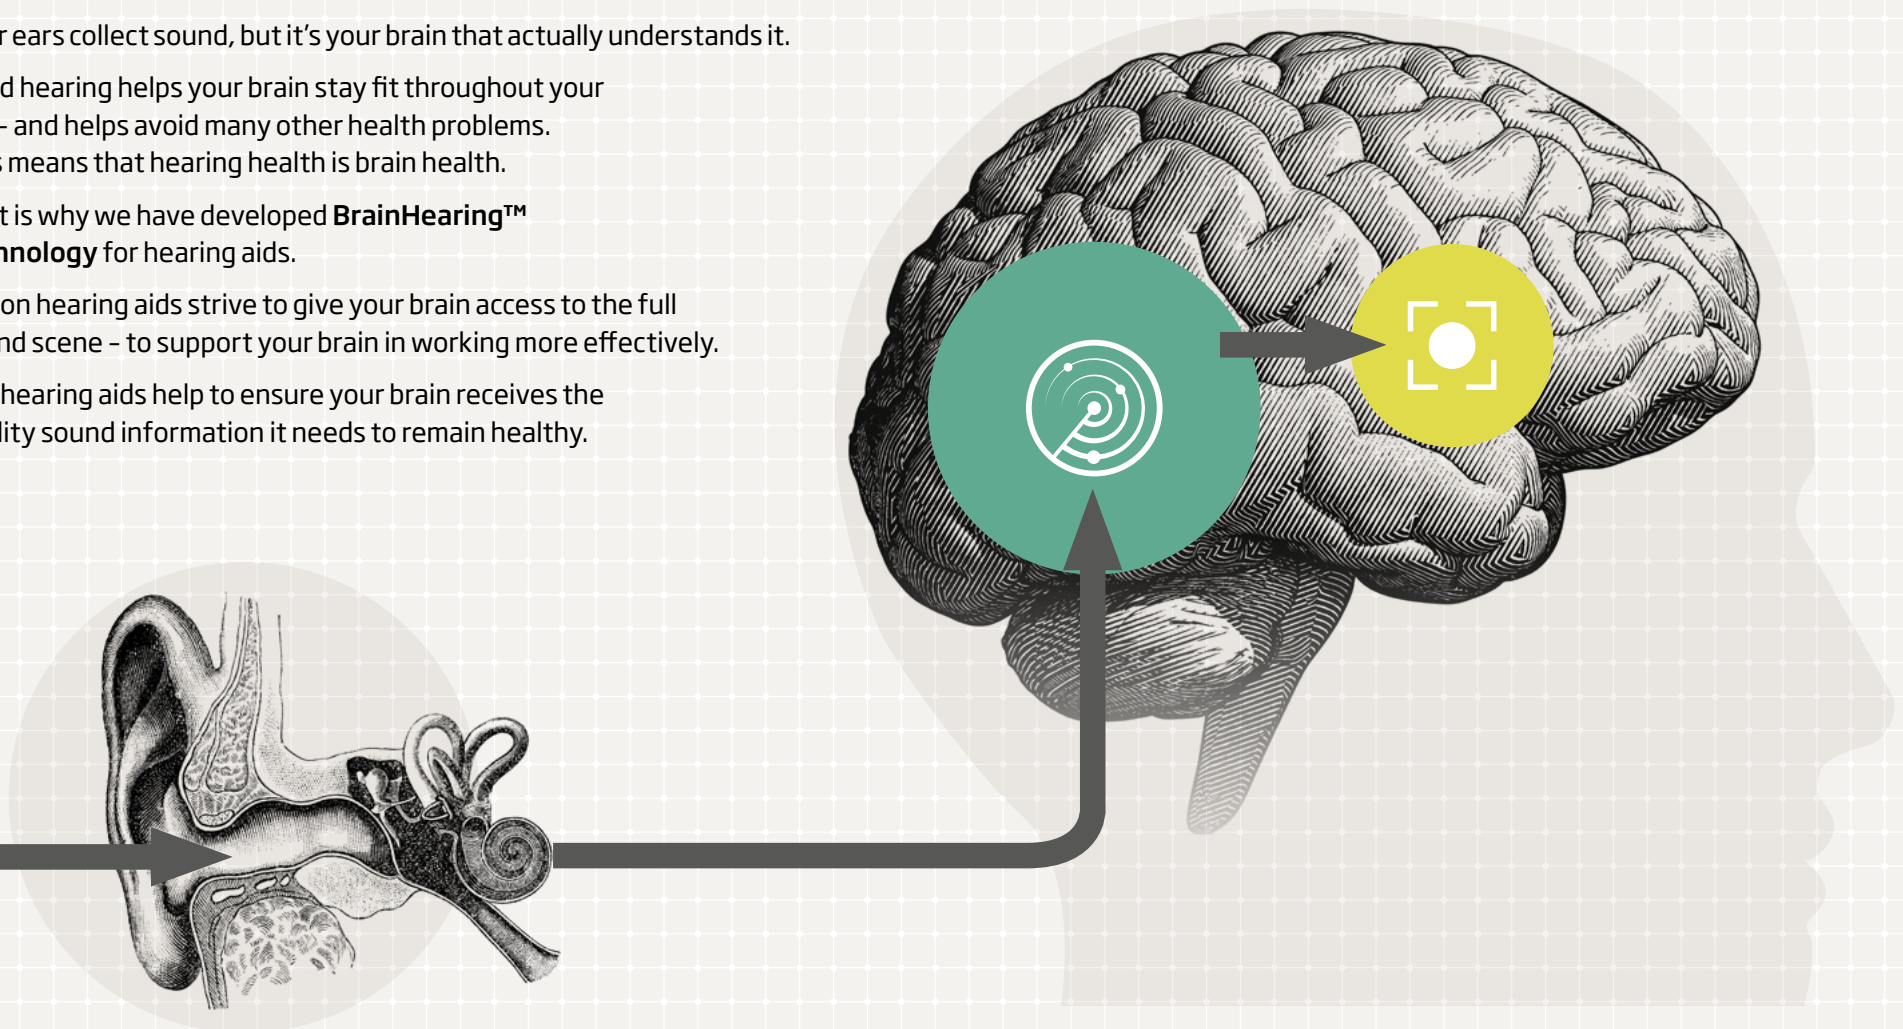 r ears collect sound, but it's your brain that actually understands it.
d hearing helps your brain stay fit throughout your
– and helps avoid many other health problems.
s means that hearing health is brain health.
t is why we have developed BrainHearing™
hnology for hearing aids.
on hearing aids strive to give your brain access to the full
nd scene – to support your brain in working more effectively.
hearing aids help to ensure your brain receives the
lity sound information it needs to remain healthy.